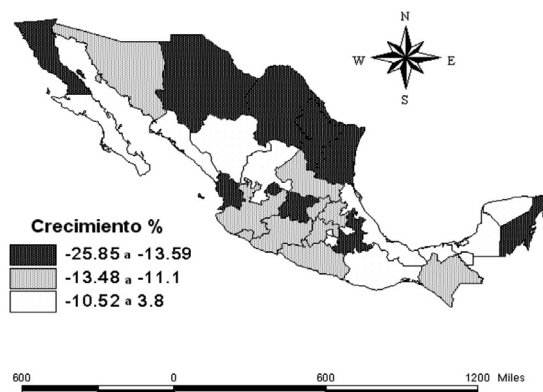 N
W E
S
Crecimiento %
-25.85 a -13.59
-13.48 a -11.1
-10.52 a 3.8
600 0 600 1200 Miles